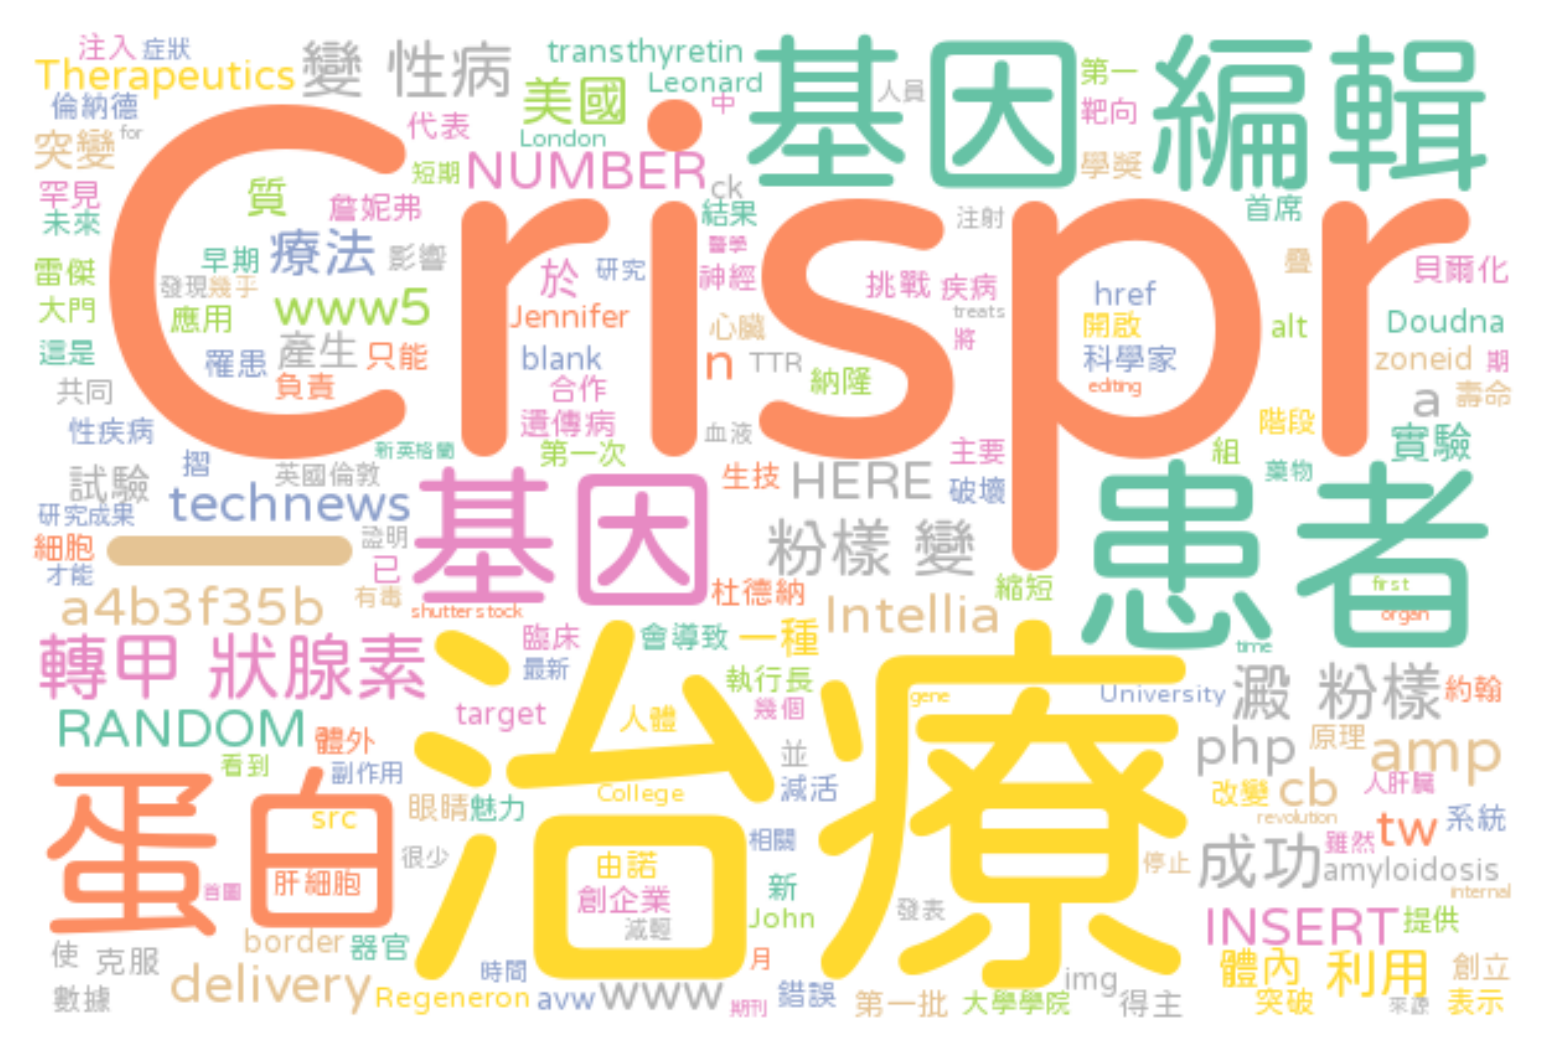 注入 症狀 變 性病 transthyretin 基因編輯
Therapeutics 美國 Leonard 人員 第一
倫納德 代表 中 靶向
突變 for London
短期 NUMBER ck 學獎
罕見 質 詹妮弗 結果 注射 首席
未來 Crispr
早期 療法 影響 醫學
雷傑 於 研究 神經 挑戰 疾病 疊 貝爾化
發現 幾乎 www5 href
大門 應用 Jennifer 心臟 treats 開啟 alt Doudna
這是 罹患 產生 只能 blank n TTR 將 科學家 zoneid 期
共同 負責 合作 納隆 editing a 壽命
性疾病 遺傳病 血液 階段 實驗
摺 新英格蘭 第一次 主要 組
試驗 英國倫敦 生技 HERE 破壞 藥物
研究成果 technews 基因 患者
細胞 一 證明 粉樣 變
才能 已
a4b3f35b 有毒 shutterstock 杜德納 縮短 first
Intellia organ
轉甲 狀腺素 臨床 會導致 一種 time
最新 執行長 gene University 澱 粉樣 約翰
RANDOM 體外 target 人體 幾個 php 原理 amp
看到 副作用 治療 並
蛋白 College 減活 改變 cb 人肝臟
src 眼睛 魅力 revolution tw 系統
很少 相關 成功 雖然
肝細胞 由諾 停止 amyloidosis
首圖 創企業 新 internal
減輕 John 發表 INSERT 提供
border 器官
使 克服 時間 月 體內 利用 創立
delivery img
數據 Regeneron avw www 期刊 錯誤 第一批 大學學院 得主 突破 來源 表示